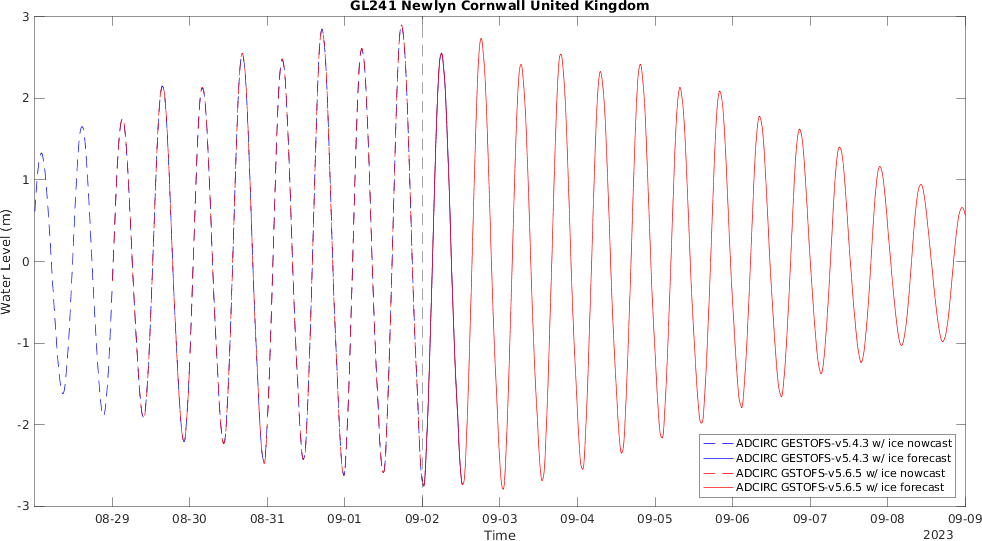 GL241 Newlyn Cornwall United Kingdom
Water Level (m)
3
2
1
0
-1
-2
-3
ADCIRC GESTOFS-v5.4.3 w/ ice nowcast
ADCIRC GESTOFS-v5.4.3 w/ ice forecast
ADCIRC GSTOFS-v5.6.5 w/ ice nowcast
ADCIRC GSTOFS-v5.6.5 w/ ice forecast
08-29 08-30 08-31 09-01 09-02 09-03 09-04 09-05 09-06 09-07 09-08 09-09
Time
2023